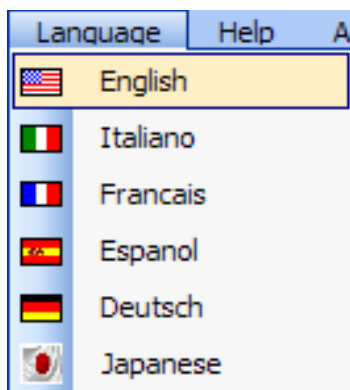 Language Help A
English
Italiano
Francais
Espanol
Deutsch
Japanese